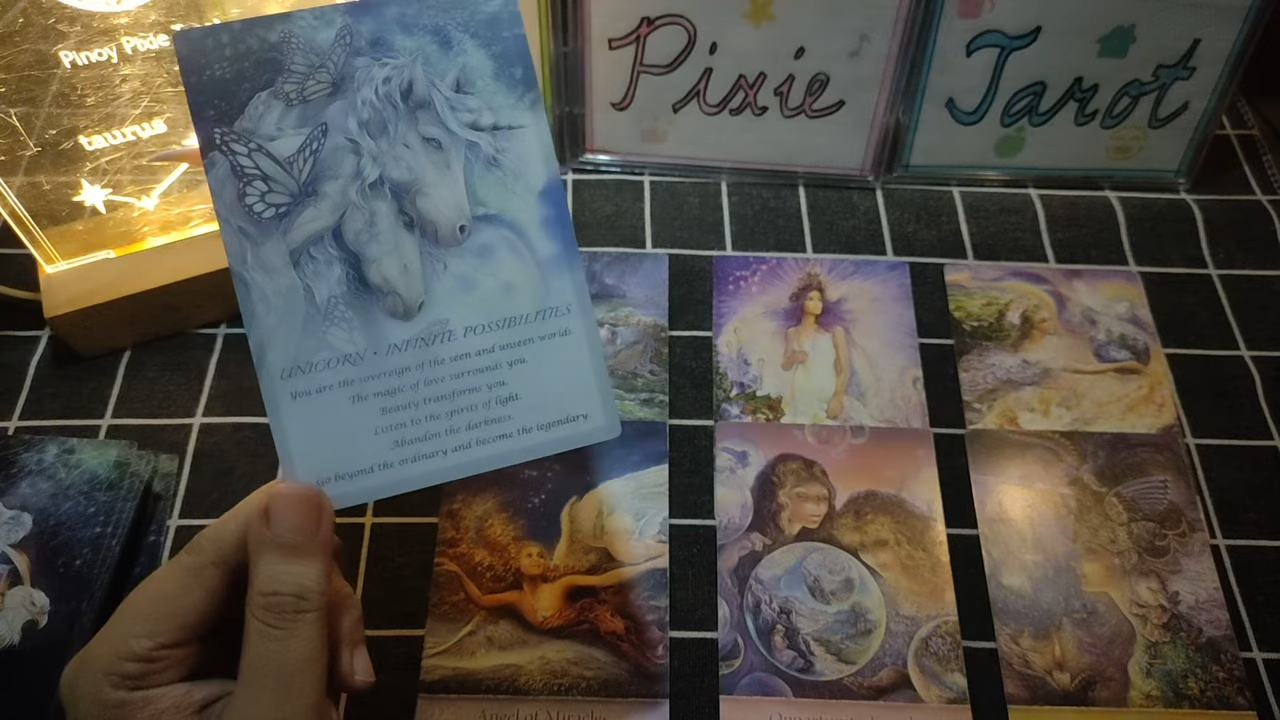 Pinoy Pixie
taurus
Pixie
Tarot
UNICORN • INFINITE POSSIBILITIES
You are the sovereign of the seen and unseen worlds.
The magic of love surrounds you.
Beauty transforms you.
Listen to the spirits of light.
Abandon the darkness.
Go beyond the ordinary and become the legendary.
Angel of Miracles